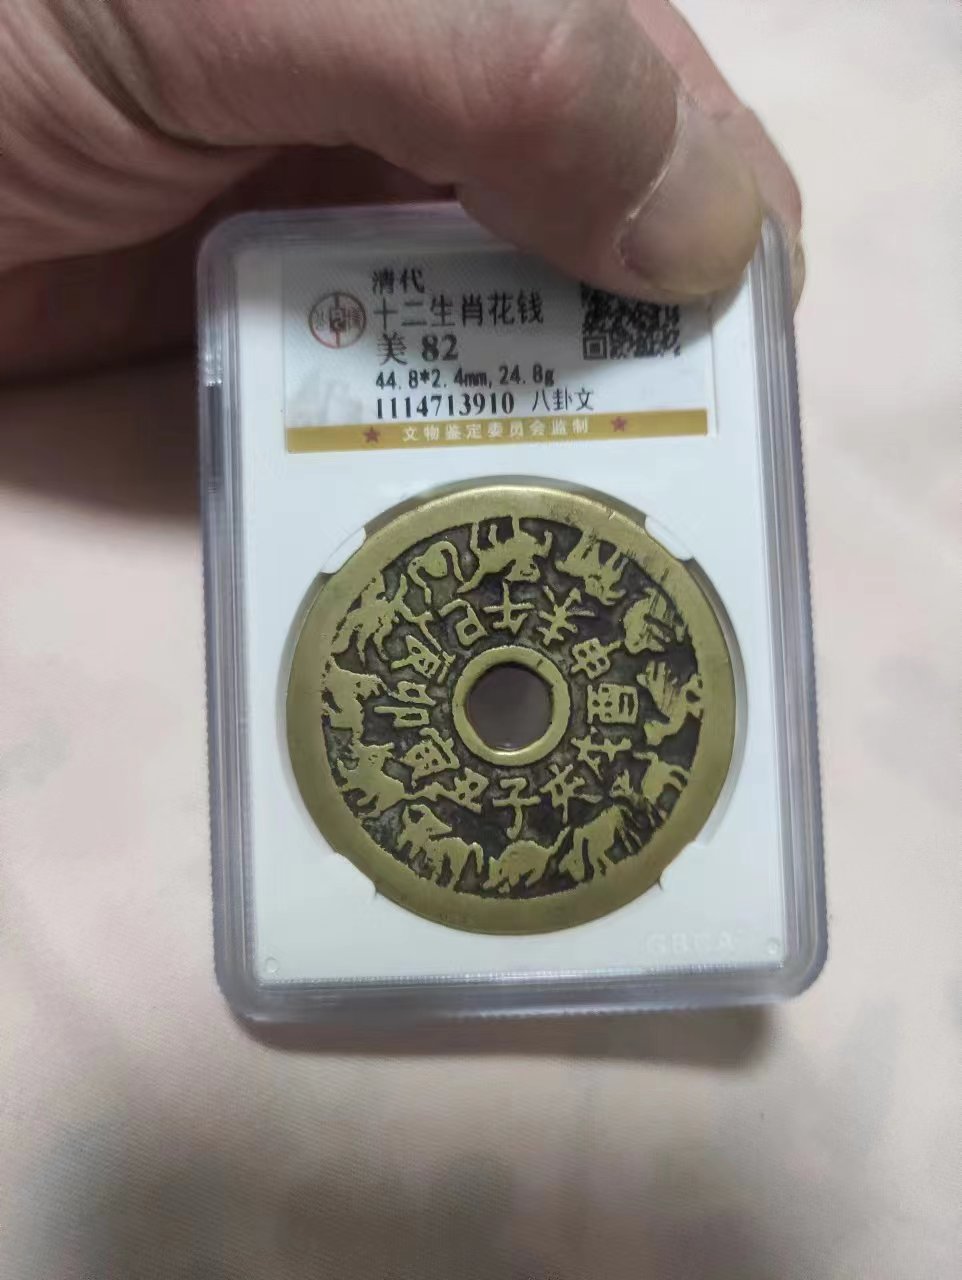 清代
十二生肖花钱
美 82
44.8*2.4mm,24.8g
1114713910 八卦文
★ 文物鉴定委员会监制 ★
子
丑
寅
卯
辰
巳
午
未
申
酉
戌
亥